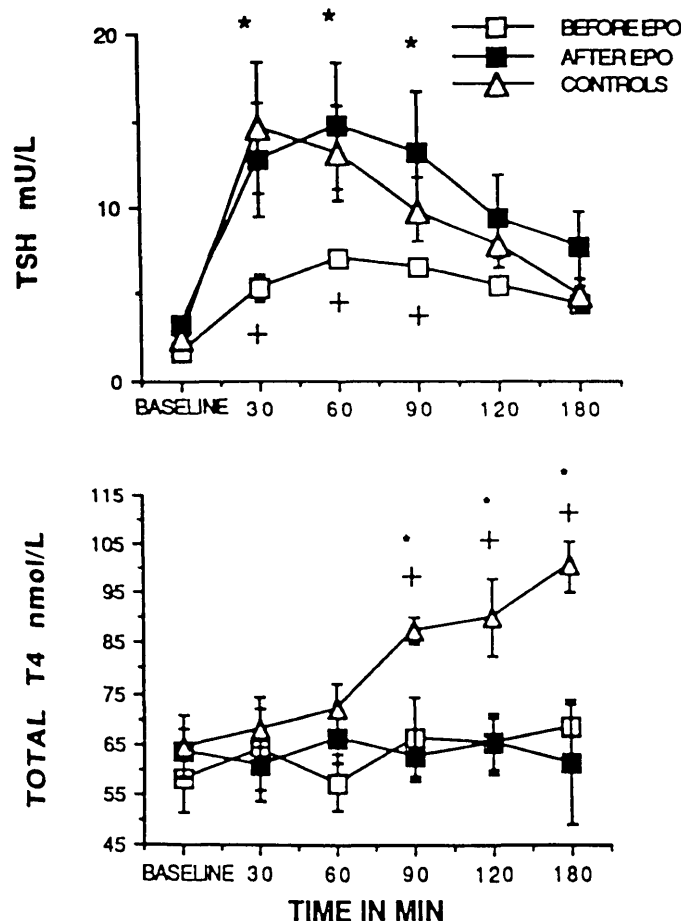 BEFORE EPO
AFTER EPO
CONTROLS
TSH mU/L
20
10
0
BASELINE 30 60 90 120 180
TOTAL T4 nmol/L
115
105
95
85
75
65
55
45
BASELINE 30 60 90 120 180
TIME IN MIN